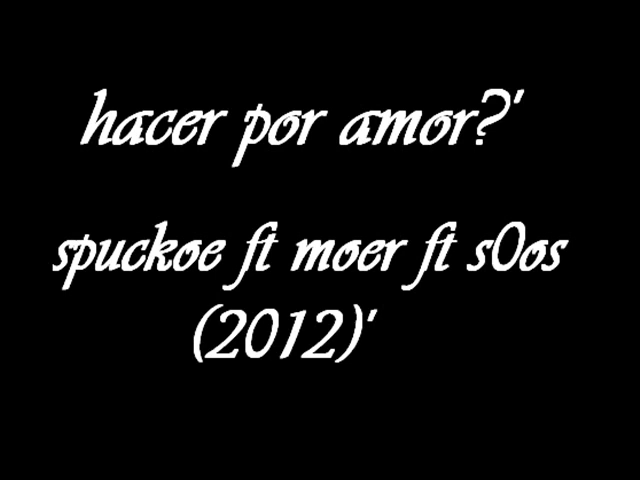 hacer por amor?'
spuckoe ft moer ft s0os
(2012)'